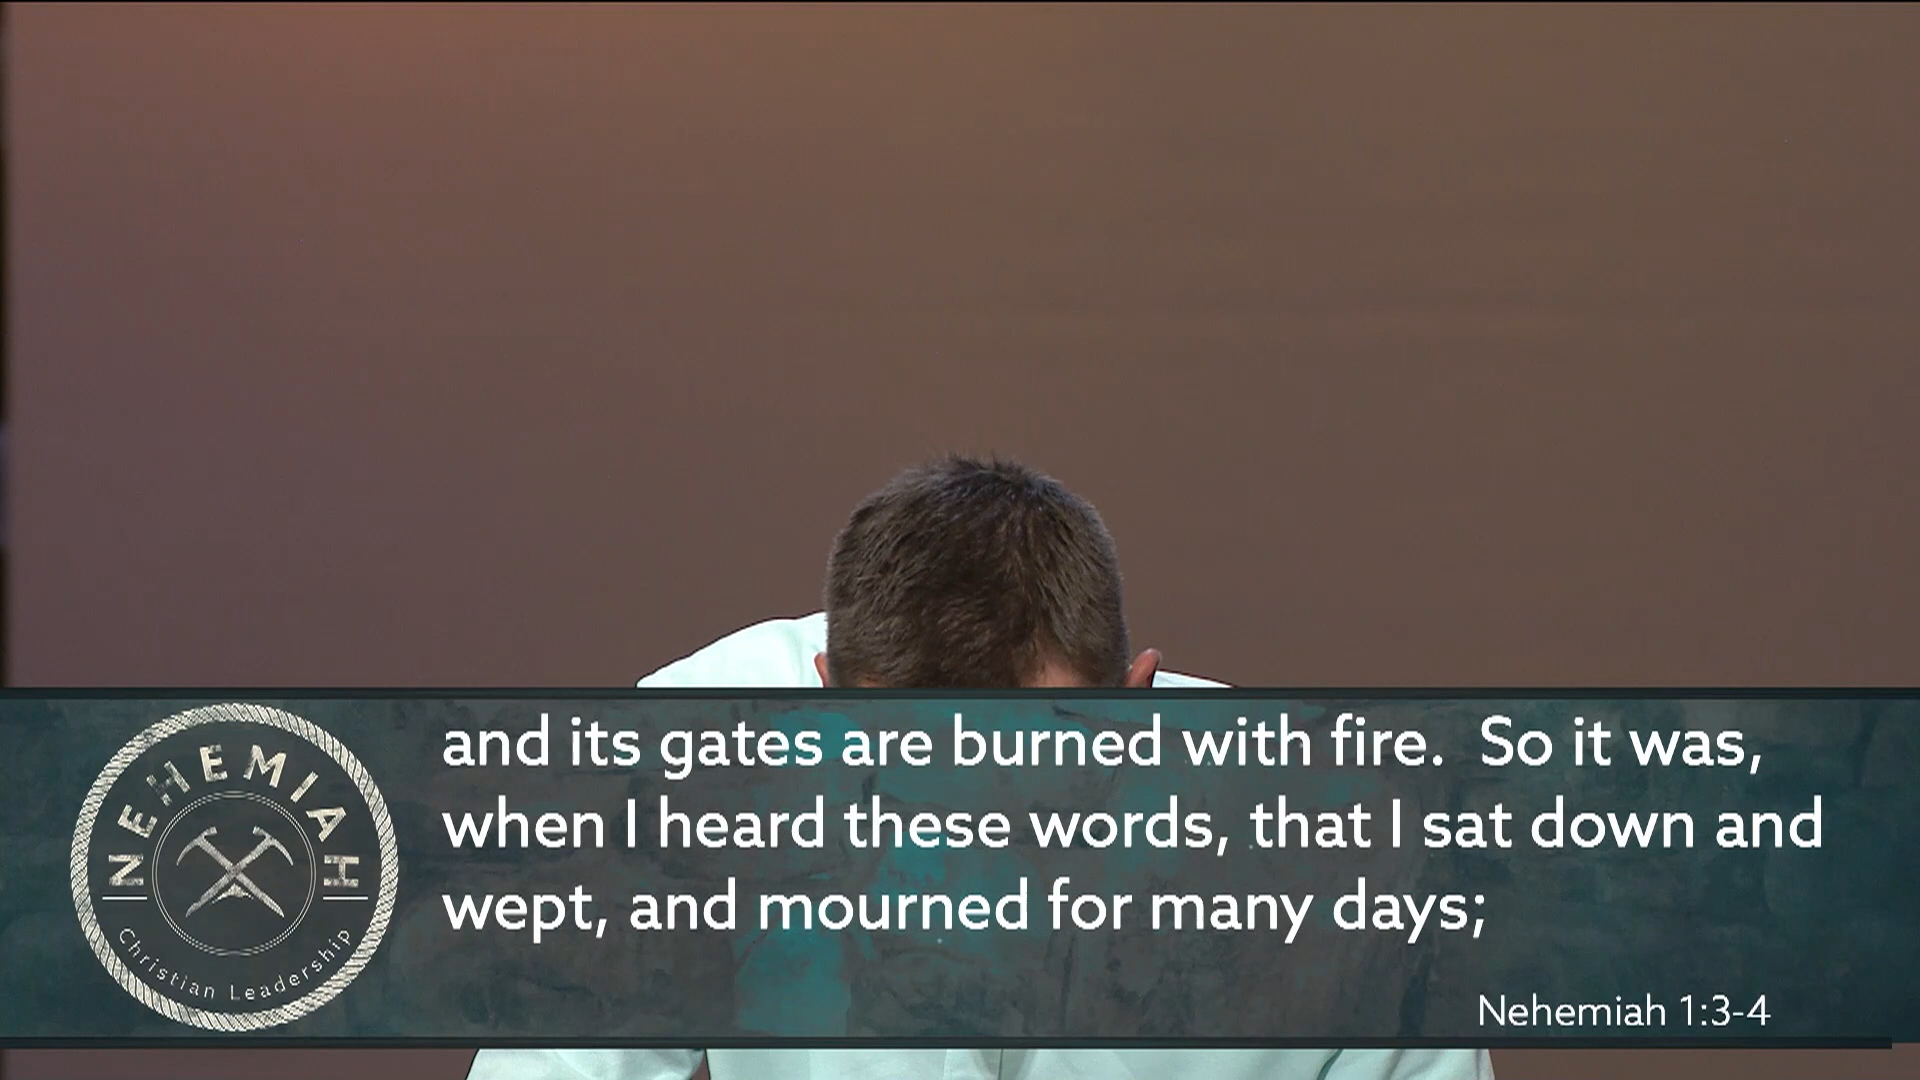 NEHEMIAH
Christian Leadership
and its gates are burned with fire.  So it was,
when I heard these words, that I sat down and
wept, and mourned for many days;
Nehemiah 1:3-4